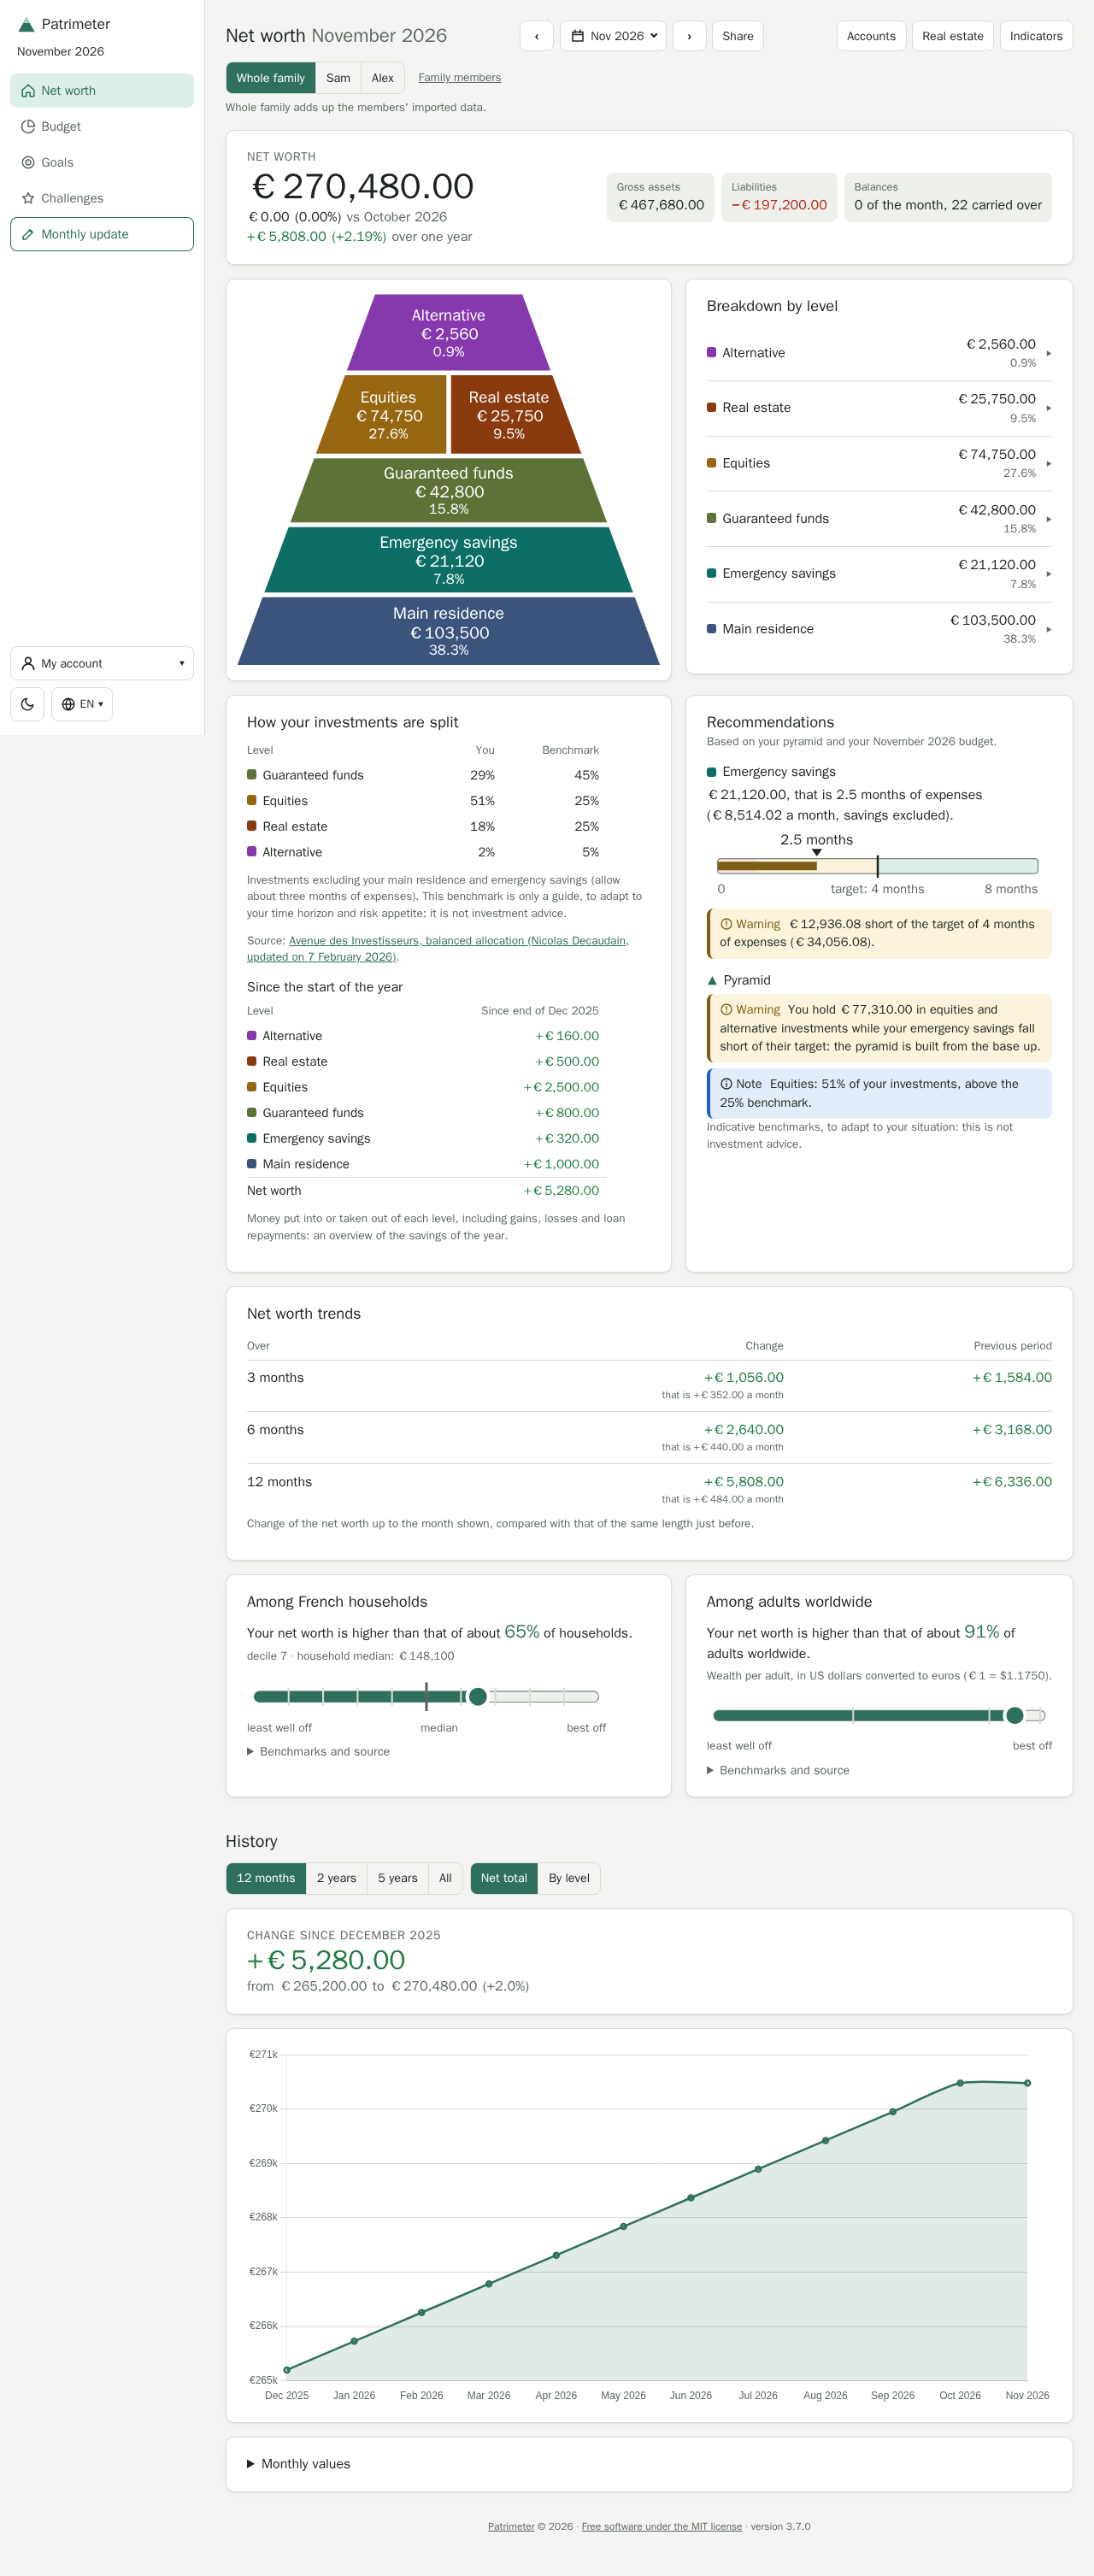 Patrimeter
November 2026
Net worth
Budget
Goals
Challenges
Monthly update
My account ▾
EN ▾
Net worth November 2026
‹ Nov 2026 › Share Accounts Real estate Indicators
Whole family Sam Alex Family members
Whole family adds up the members' imported data.
NET WORTH
€ 270,480.00
€ 0.00 (0.00%) vs October 2026
+€ 5,808.00 (+2.19%) over one year
Gross assets
€ 467,680.00
Liabilities
−€ 197,200.00
Balances
0 of the month, 22 carried over
Alternative
€ 2,560
0.9%
Equities
€ 74,750
27.6%
Real estate
€ 25,750
9.5%
Guaranteed funds
€ 42,800
15.8%
Emergency savings
€ 21,120
7.8%
Main residence
€ 103,500
38.3%
Breakdown by level
Alternative € 2,560.00
0.9%
Real estate € 25,750.00
9.5%
Equities € 74,750.00
27.6%
Guaranteed funds € 42,800.00
15.8%
Emergency savings € 21,120.00
7.8%
Main residence € 103,500.00
38.3%
How your investments are split
Level You Benchmark
Guaranteed funds 29% 45%
Equities 51% 25%
Real estate 18% 25%
Alternative 2% 5%
Investments excluding your main residence and emergency savings (allow
about three months of expenses). This benchmark is only a guide, to adapt to
your time horizon and risk appetite: it is not investment advice.
Source: Avenue des Investisseurs, balanced allocation (Nicolas Decaudain,
updated on 7 February 2026).
Since the start of the year
Level Since end of Dec 2025
Alternative +€ 160.00
Real estate +€ 500.00
Equities +€ 2,500.00
Guaranteed funds +€ 800.00
Emergency savings +€ 320.00
Main residence +€ 1,000.00
Net worth +€ 5,280.00
Money put into or taken out of each level, including gains, losses and loan
repayments: an overview of the savings of the year.
Recommendations
Based on your pyramid and your November 2026 budget.
Emergency savings
€ 21,120.00, that is 2.5 months of expenses
(€ 8,514.02 a month, savings excluded).
2.5 months
0 target: 4 months 8 months
Warning € 12,936.08 short of the target of 4 months
of expenses (€ 34,056.08).
Pyramid
Warning You hold € 77,310.00 in equities and
alternative investments while your emergency savings fall
short of their target: the pyramid is built from the base up.
Note Equities: 51% of your investments, above the
25% benchmark.
Indicative benchmarks, to adapt to your situation: this is not
investment advice.
Net worth trends
Over Change Previous period
3 months +€ 1,056.00 +€ 1,584.00
that is +€ 352.00 a month
6 months +€ 2,640.00 +€ 3,168.00
that is +€ 440.00 a month
12 months +€ 5,808.00 +€ 6,336.00
that is +€ 484.00 a month
Change of the net worth up to the month shown, compared with that of the same length just before.
Among French households
Your net worth is higher than that of about 65% of households.
decile 7 · household median: € 148,100
least well off median best off
Benchmarks and source
Among adults worldwide
Your net worth is higher than that of about 91% of
adults worldwide.
Wealth per adult, in US dollars converted to euros (€ 1 = $1.1750).
least well off best off
Benchmarks and source
History
12 months 2 years 5 years All Net total By level
CHANGE SINCE DECEMBER 2025
+€ 5,280.00
from € 265,200.00 to € 270,480.00 (+2.0%)
€271k
€270k
€269k
€268k
€267k
€266k
€265k
Dec 2025 Jan 2026 Feb 2026 Mar 2026 Apr 2026 May 2026 Jun 2026 Jul 2026 Aug 2026 Sep 2026 Oct 2026 Nov 2026
Monthly values
Patrimeter © 2026 · Free software under the MIT license · version 3.7.0